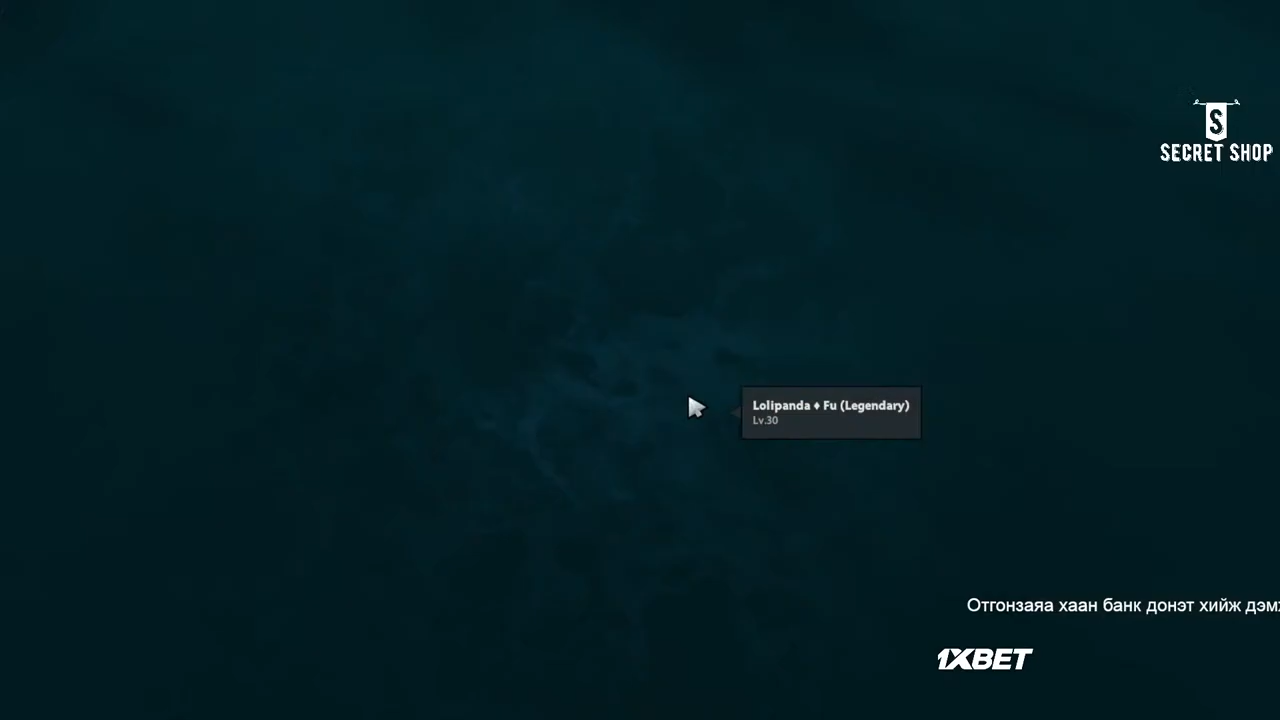 S
SECRET SHOP
Lolipanda ♦ Fu (Legendary)
Lv.30
Отгонзаяа хаан банк донэт хийж
1XBET